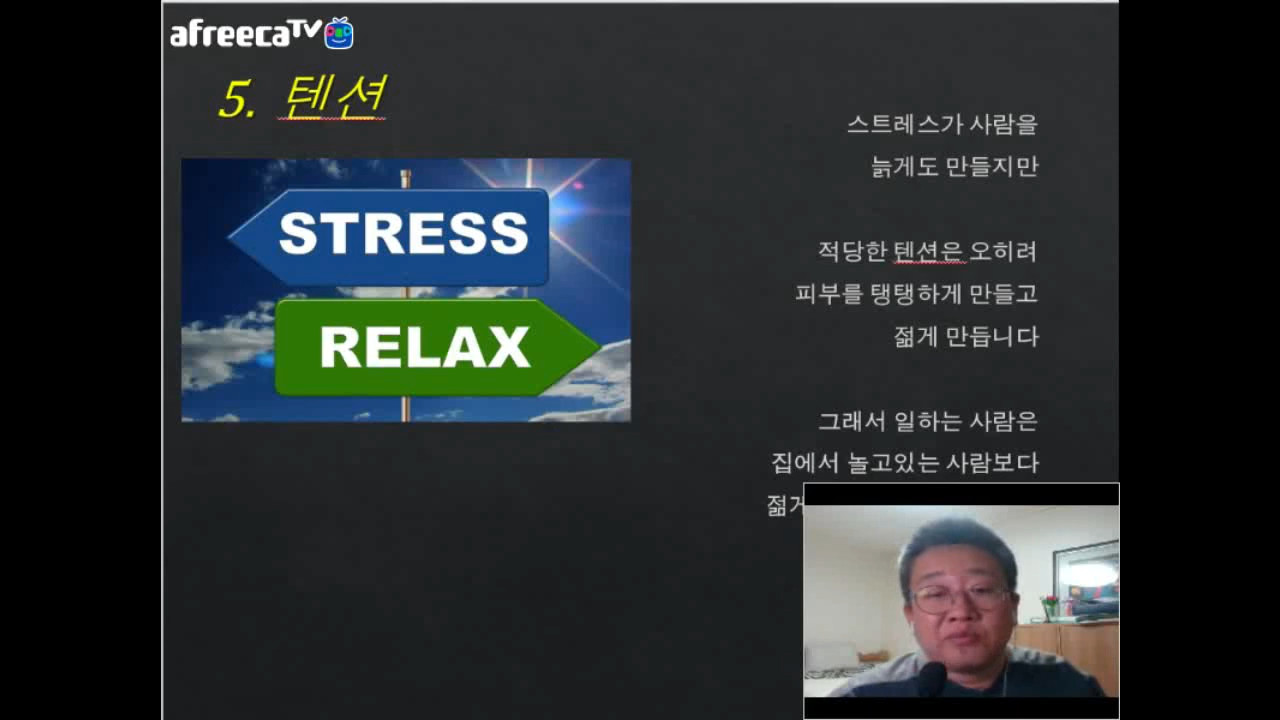 afreecaTV
5. 텐션
STRESS
RELAX
스트레스가 사람을
늙게도 만들지만
적당한 텐션은 오히려
피부를 탱탱하게 만들고
젊게 만듭니다
그래서 일하는 사람은
집에서 놀고있는 사람보다